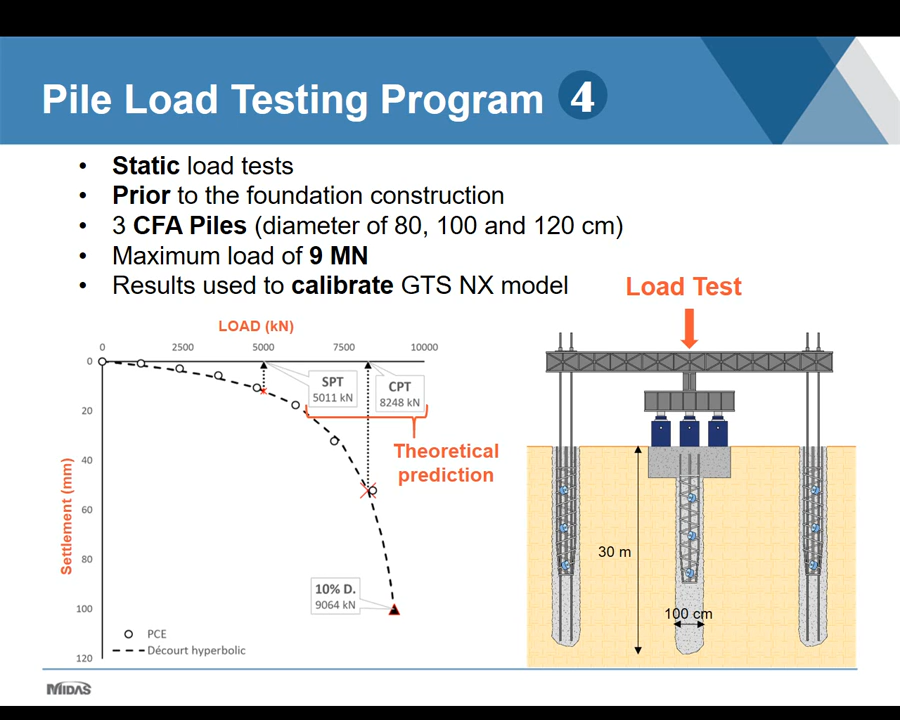 Pile Load Testing Program 4
• Static load tests
• Prior to the foundation construction
• 3 CFA Piles (diameter of 80, 100 and 120 cm)
• Maximum load of 9 MN
• Results used to calibrate GTS NX model
Load Test
LOAD (kN)
0 2500 5000 7500 10000
0
20
40
60
80
100
120
Settlement (mm)
SPT
5011 kN
CPT
8248 kN
Theoretical
prediction
10% D.
9064 kN
PCE
Décourt hyperbolic
30 m
100 cm
MIDAS